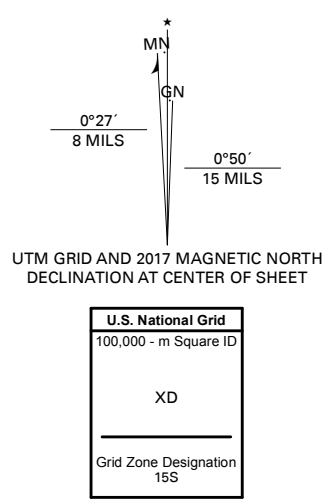 MN
GN
0°27´
8 MILS
0°50´
15 MILS
UTM GRID AND 2017 MAGNETIC NORTH
DECLINATION AT CENTER OF SHEET
U.S. National Grid
100,000 - m Square ID
XD
Grid Zone Designation
15S